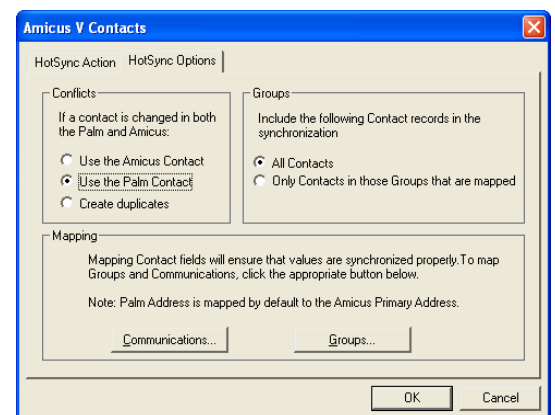 Amicus V Contacts
HotSync Action HotSync Options
Conflicts
If a contact is changed in both
the Palm and Amicus:
Use the Amicus Contact
Use the Palm Contact
Create duplicates
Groups
Include the following Contact records in the
synchronization
All Contacts
Only Contacts in those Groups that are mapped
Mapping
Mapping Contact fields will ensure that values are synchronized properly.To map
Groups and Communications, click the appropriate button below.
Note: Palm Address is mapped by default to the Amicus Primary Address.
Communications... Groups...
OK Cancel